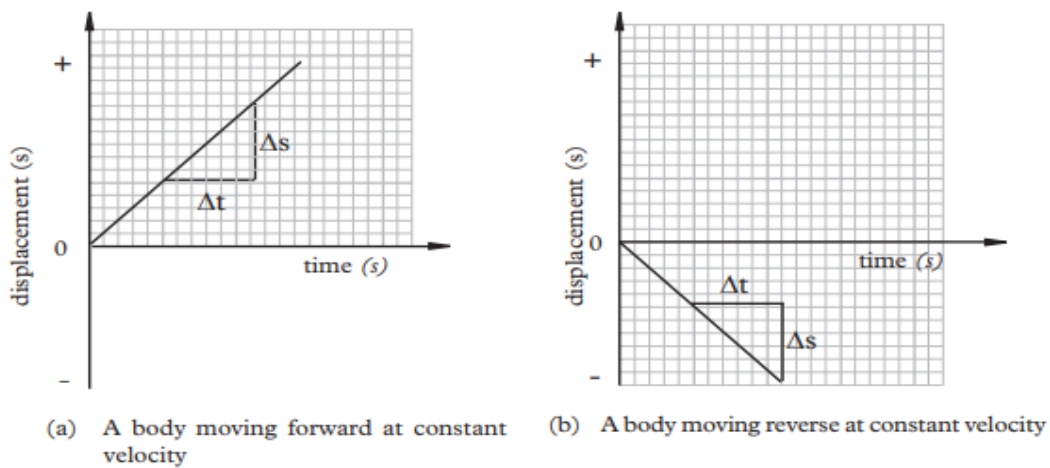 +
displacement (s)
Δs
Δt
0
time (s)
-
(a) A body moving forward at constant
velocity
+
displacement (s)
0
time (s)
Δt
Δs
-
(b) A body moving reverse at constant velocity